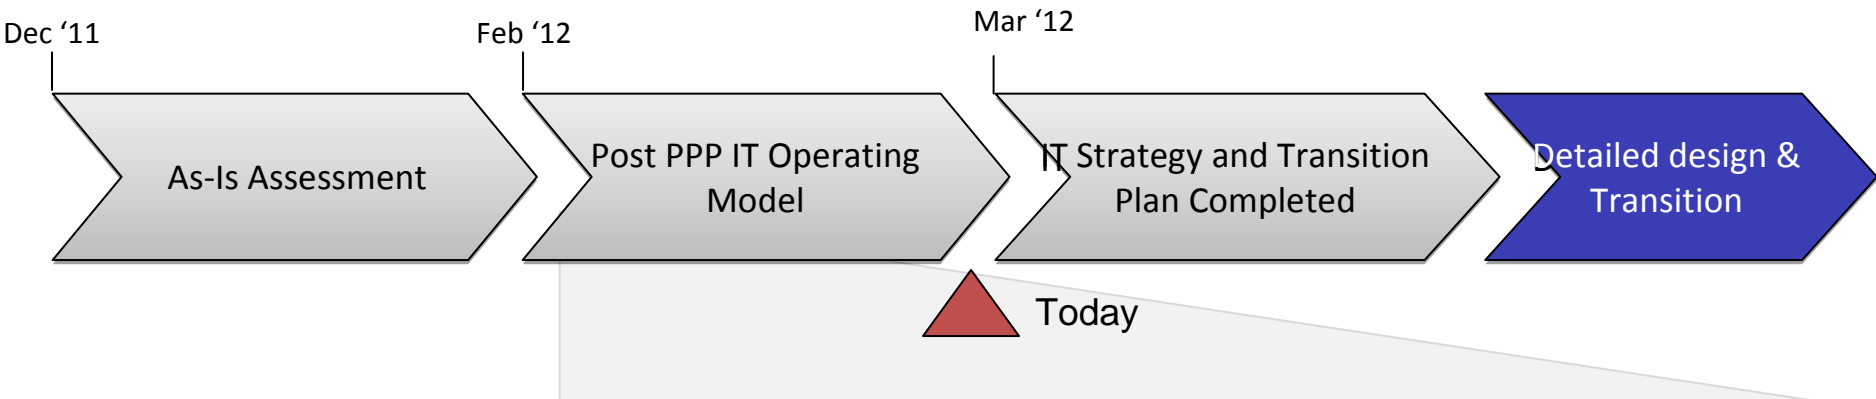 Dec ‘11
Feb ‘12
Mar ‘12
As-Is Assessment
Post PPP IT Operating
Model
IT Strategy and Transition
Plan Completed
Detailed design &
Transition
Today